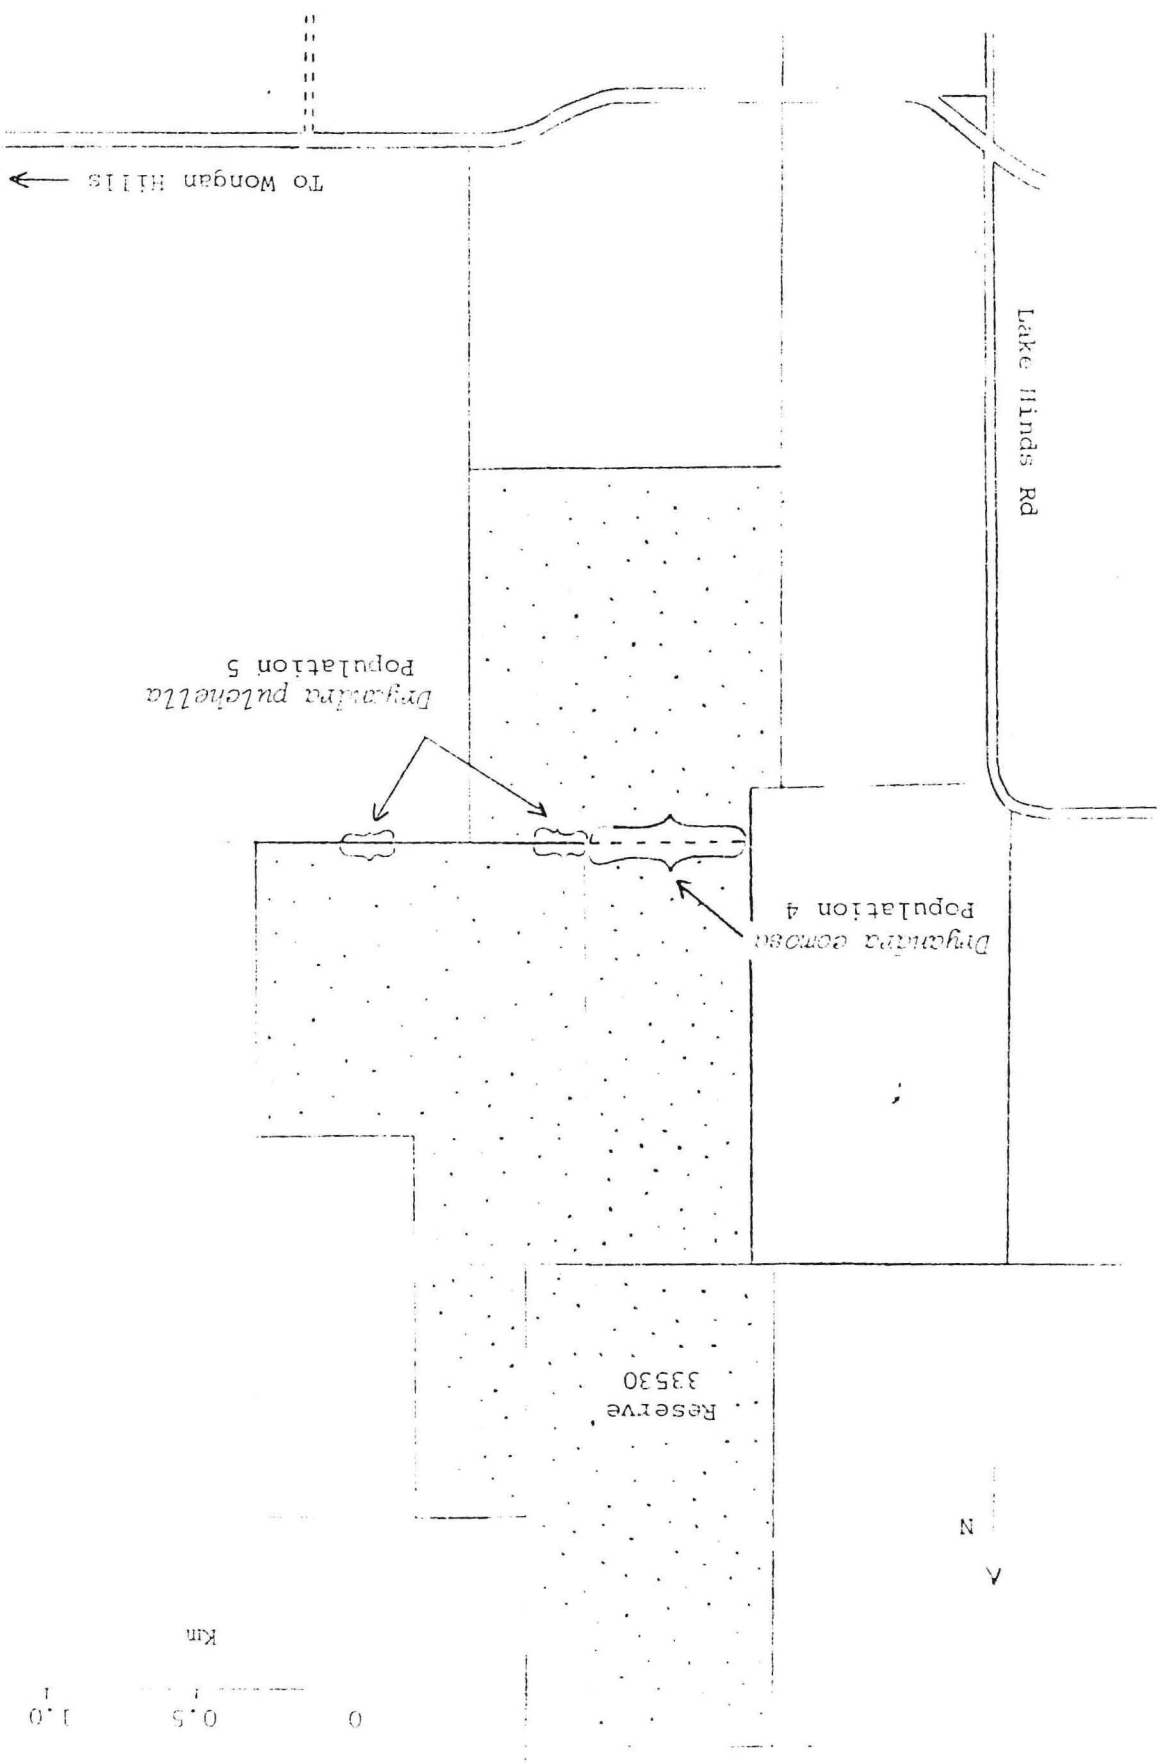 0 0.5 1.0
Km
N
Reserve
33530
Dryandra comosa
Population 4
Dryandra pulchella
Population 5
Lake Hinds Rd
To Wongan Hills